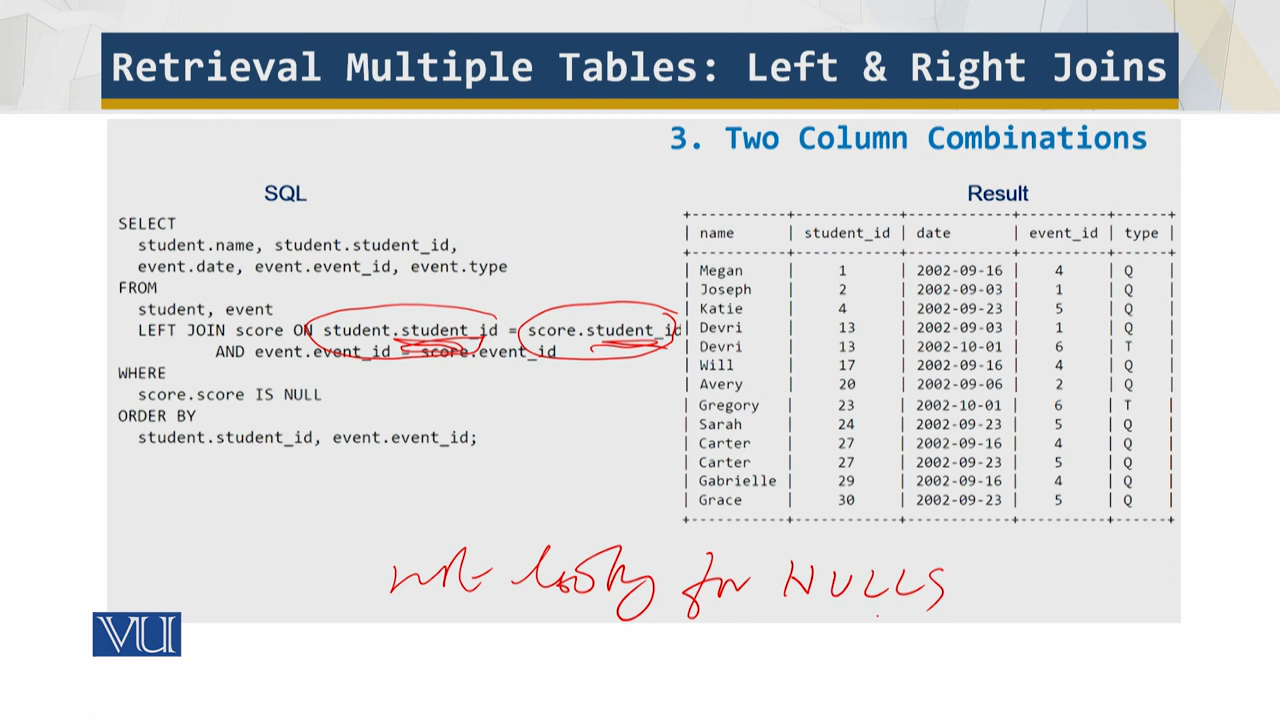 Retrieval Multiple Tables: Left & Right Joins
3. Two Column Combinations
SQL
SELECT
student.name, student.student_id,
event.date, event.event_id, event.type
FROM
student, event
LEFT JOIN score ON student.student_id = score.student_id
AND event.event_id = score.event_id
WHERE
score.score IS NULL
ORDER BY
student.student_id, event.event_id;
Result
+-----------+------------+------------+----------+------+
| name | student_id | date | event_id | type |
+-----------+------------+------------+----------+------+
| Megan | 1 | 2002-09-16 | 4 | Q |
| Joseph | 2 | 2002-09-03 | 1 | Q |
| Katie | 4 | 2002-09-23 | 5 | Q |
| Devri | 13 | 2002-09-03 | 1 | Q |
| Devri | 13 | 2002-10-01 | 6 | T |
| Will | 17 | 2002-09-16 | 4 | Q |
| Avery | 20 | 2002-09-06 | 2 | Q |
| Gregory | 23 | 2002-10-01 | 6 | T |
| Sarah | 24 | 2002-09-23 | 5 | Q |
| Carter | 27 | 2002-09-16 | 4 | Q |
| Carter | 27 | 2002-09-23 | 5 | Q |
| Gabrielle | 29 | 2002-09-16 | 4 | Q |
| Grace | 30 | 2002-09-23 | 5 | Q |
+-----------+------------+------------+----------+------+
looking for NULLS
VU